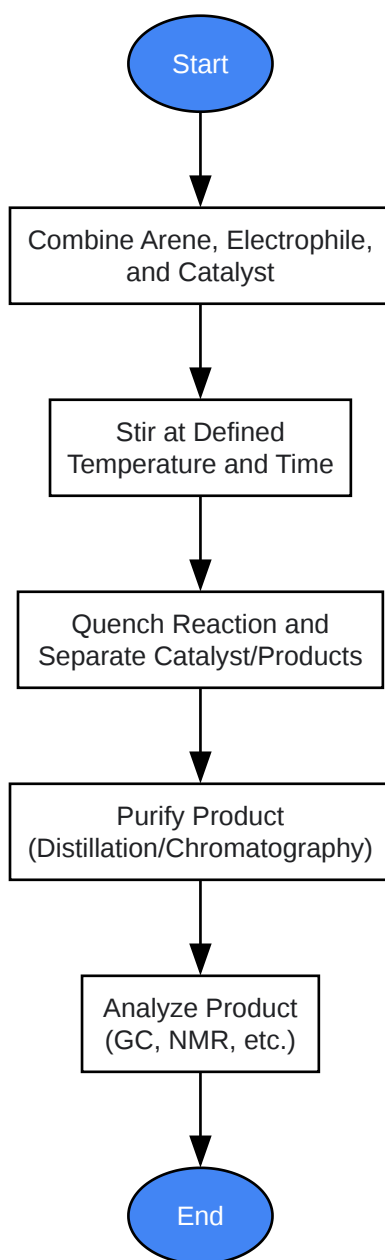 Start
Combine Arene, Electrophile,
and Catalyst
Stir at Defined
Temperature and Time
Quench Reaction and
Separate Catalyst/Products
Purify Product
(Distillation/Chromatography)
Analyze Product
(GC, NMR, etc.)
End